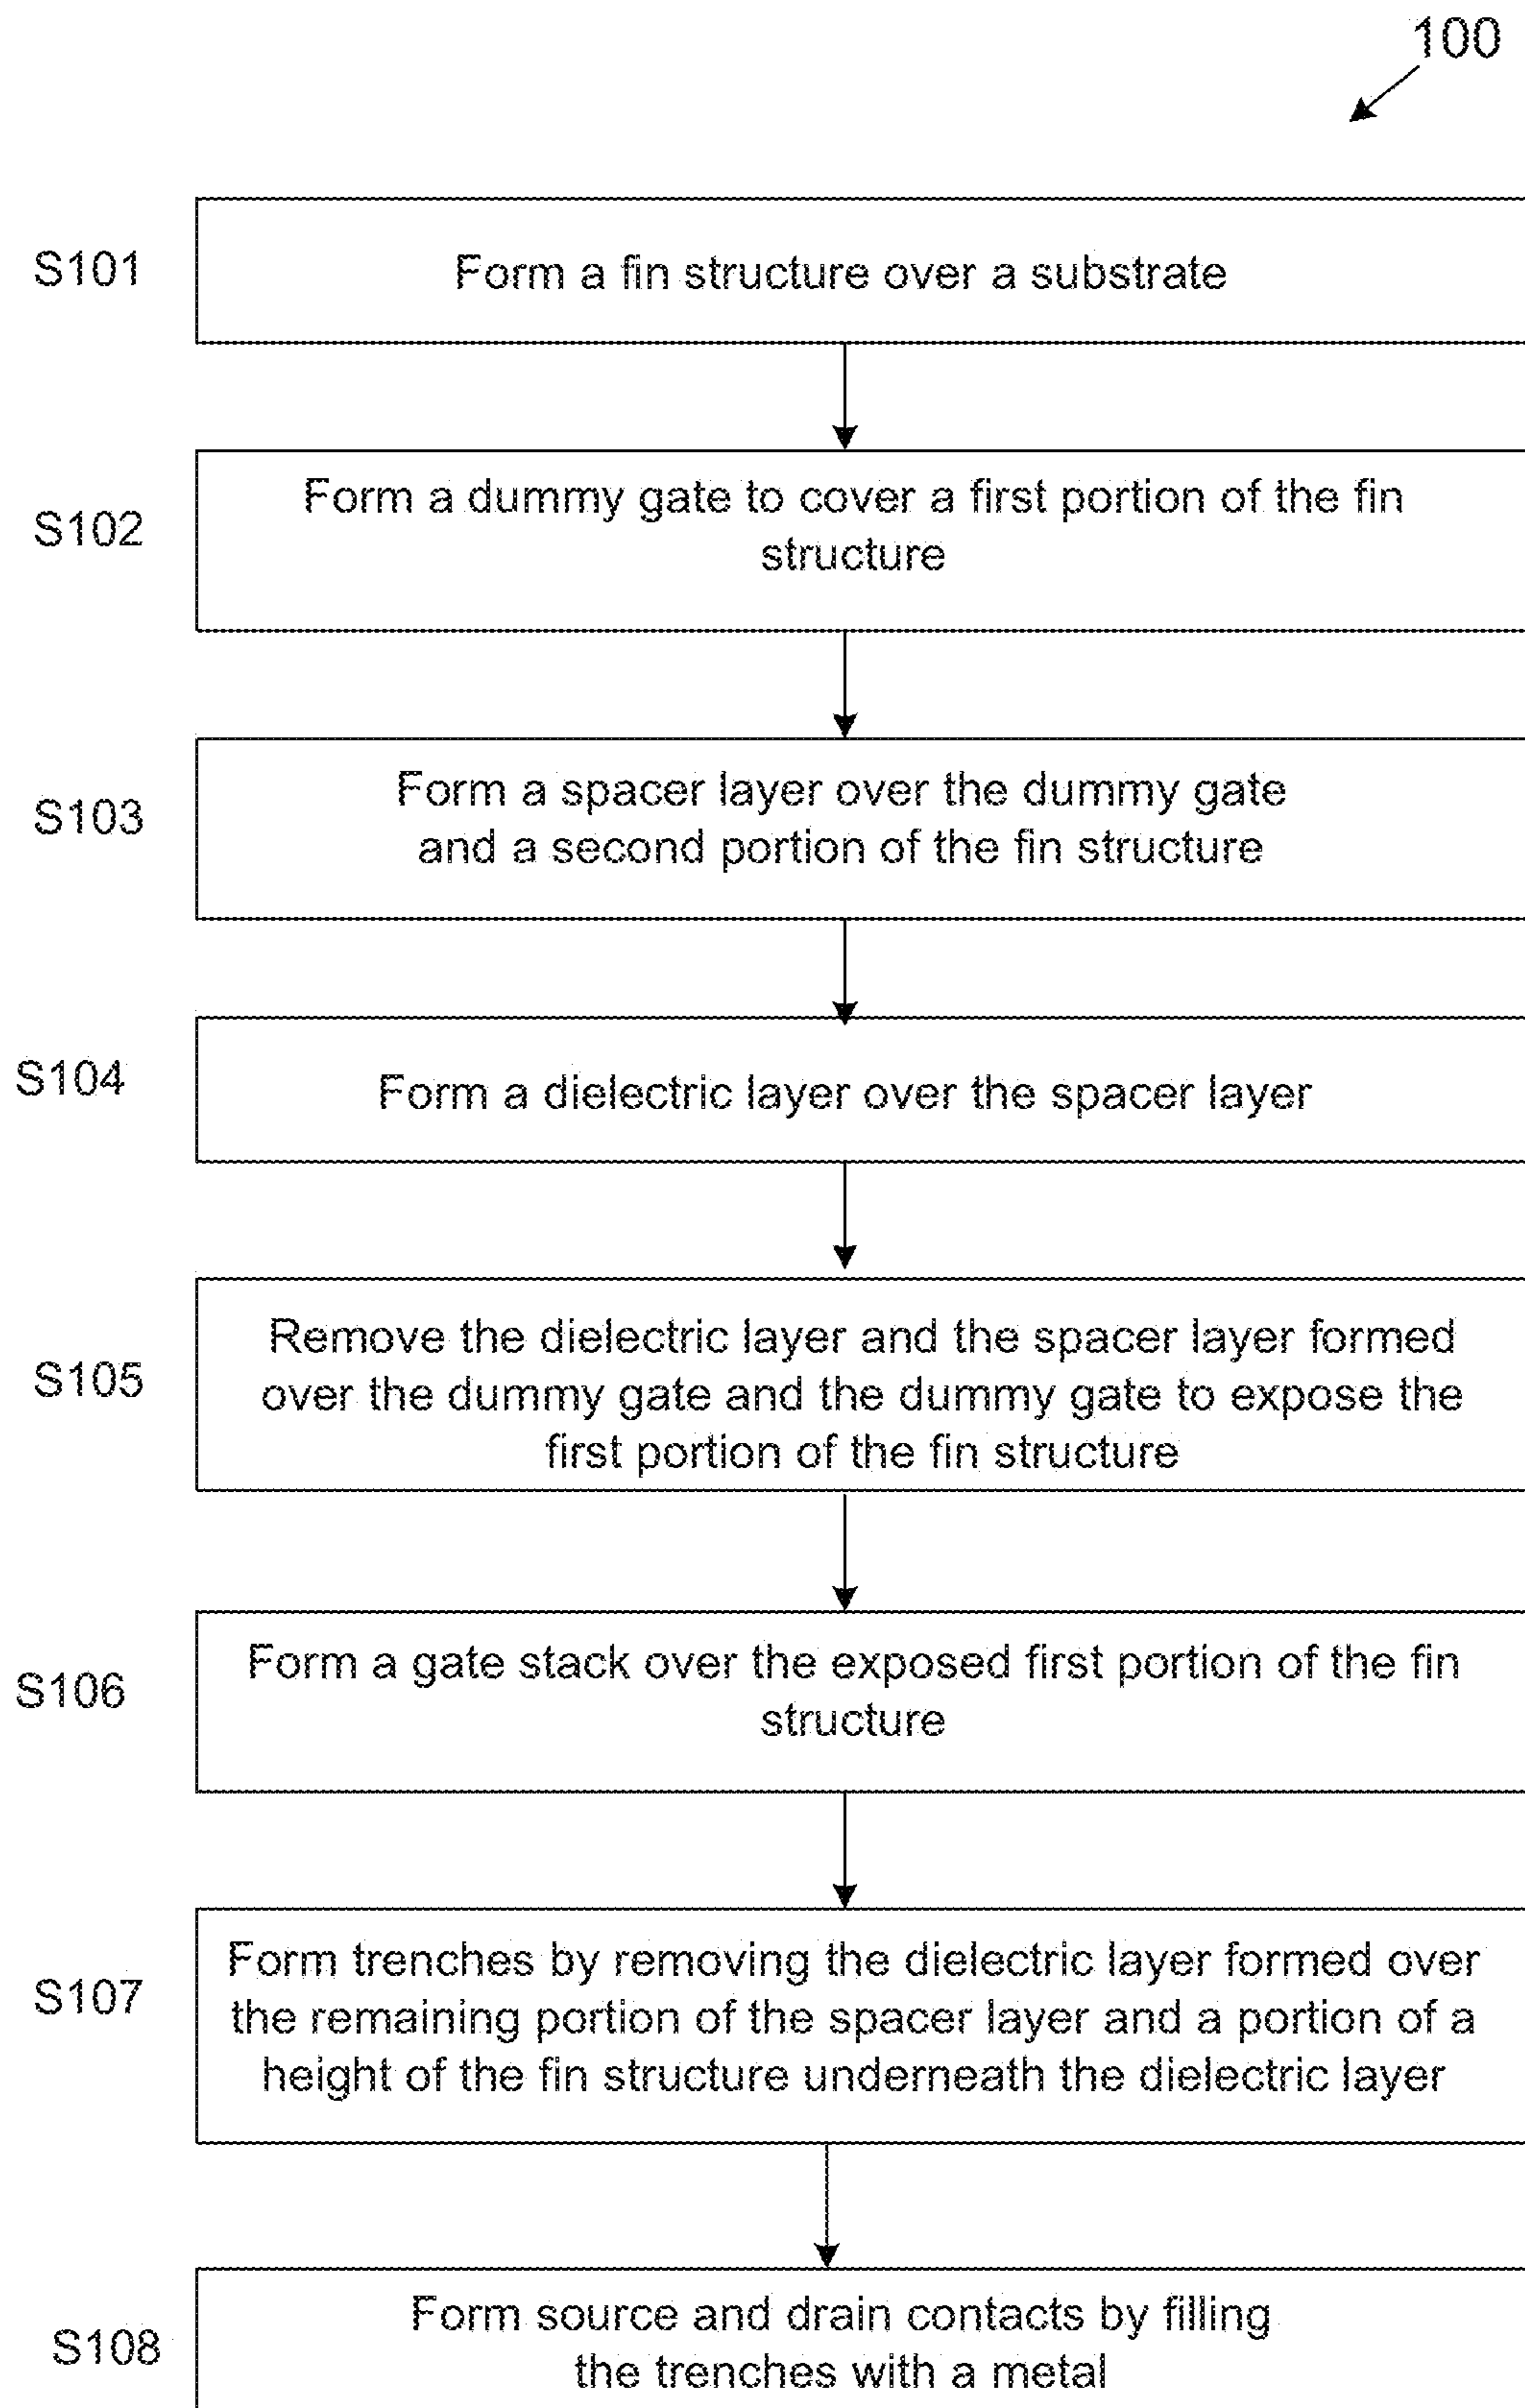 100
S101
Form a fin structure over a substrate
S102
Form a dummy gate to cover a first portion of the fin
structure
S103
Form a spacer layer over the dummy gate
and a second portion of the fin structure
S104
Form a dielectric layer over the spacer layer
S105
Remove the dielectric layer and the spacer layer formed
over the dummy gate and the dummy gate to expose the
first portion of the fin structure
S106
Form a gate stack over the exposed first portion of the fin
structure
S107
Form trenches by removing the dielectric layer formed over
the remaining portion of the spacer layer and a portion of a
height of the fin structure underneath the dielectric layer
S108
Form source and drain contacts by filling
the trenches with a metal